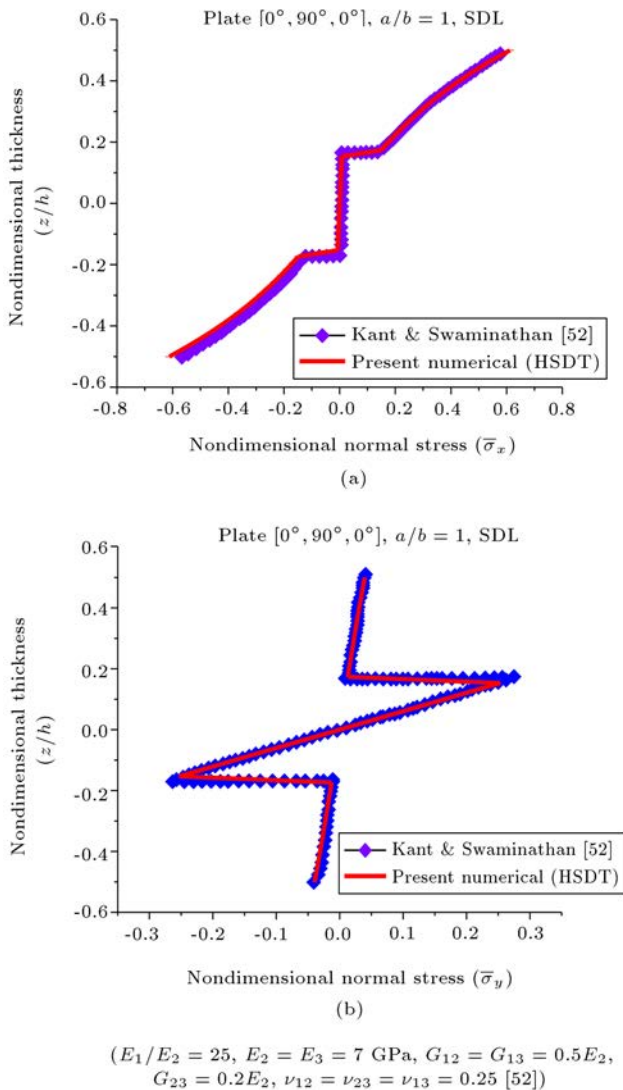 Plate [0°, 90°, 0°], a/b = 1, SDL
0.6
0.4
0.2
0.0
-0.2
-0.4
-0.6
Nondimensional thickness
(z/h)
Kant & Swaminathan [52]
Present numerical (HSDT)
-0.8 -0.6 -0.4 -0.2 0.0 0.2 0.4 0.6 0.8
Nondimensional normal stress (σ̅x)
(a)
Plate [0°, 90°, 0°], a/b = 1, SDL
0.6
0.4
0.2
0.0
-0.2
-0.4
-0.6
Nondimensional thickness
(z/h)
Kant & Swaminathan [52]
Present numerical (HSDT)
-0.3 -0.2 -0.1 0.0 0.1 0.2 0.3
Nondimensional normal stress (σ̅y)
(b)
(E1/E2 = 25, E2 = E3 = 7 GPa, G12 = G13 = 0.5E2,
G23 = 0.2E2, ν12 = ν23 = ν13 = 0.25 [52])